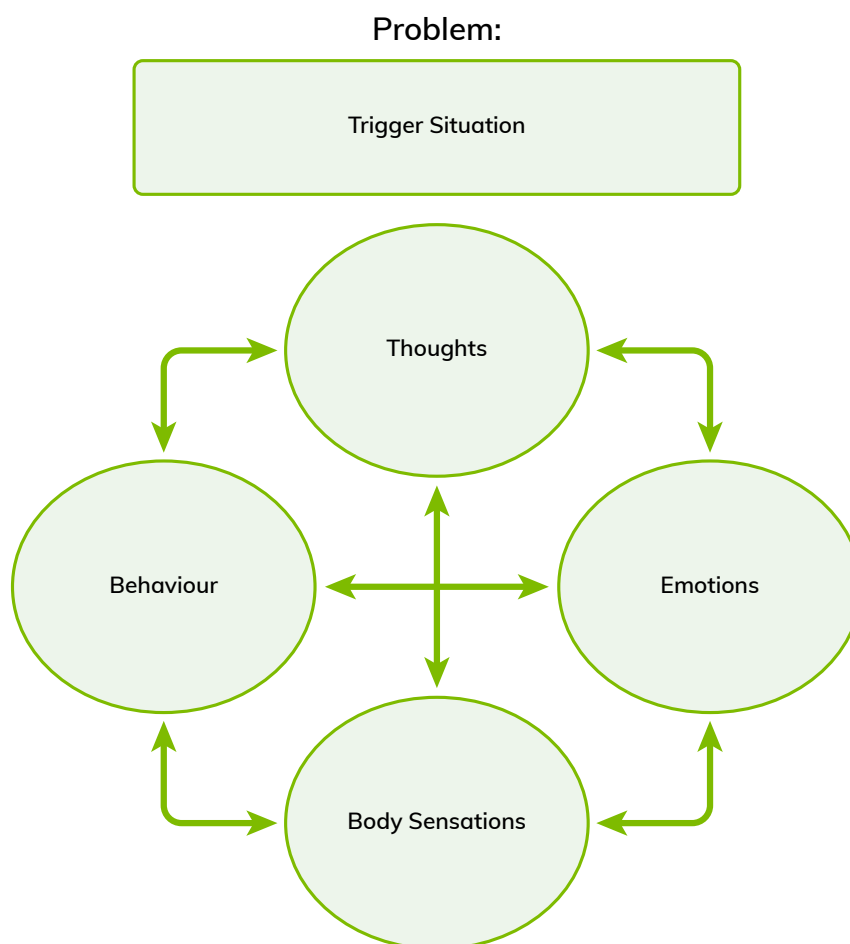 Problem:
Trigger Situation
Thoughts
Behaviour
Emotions
Body Sensations